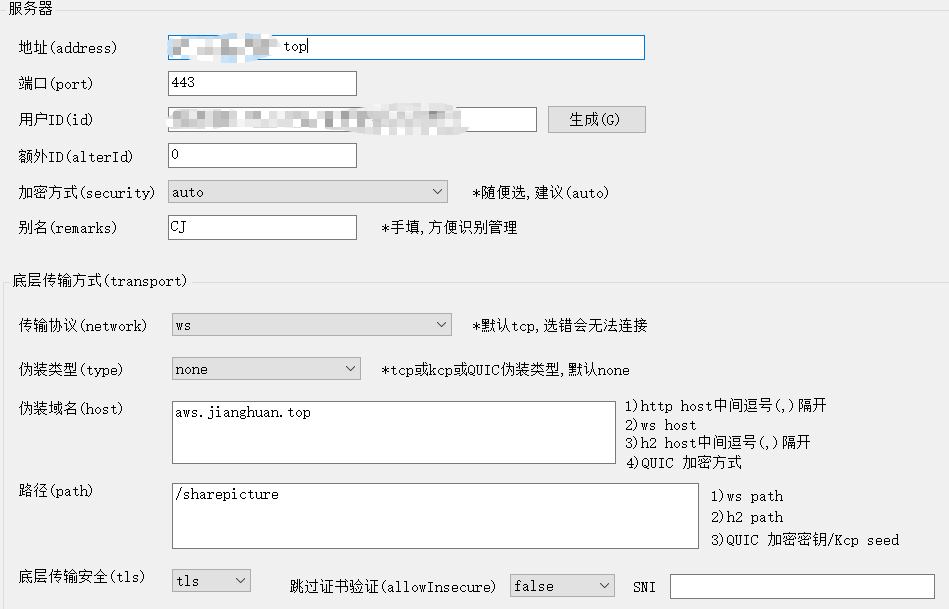 服务器
地址(address) top
端口(port) 443
用户ID(id) 生成(G)
额外ID(alterId) 0
加密方式(security) auto *随便选,建议(auto)
别名(remarks) CJ *手填,方便识别管理
底层传输方式(transport)
传输协议(network) ws *默认tcp,选错会无法连接
伪装类型(type) none *tcp或kcp或QUIC伪装类型,默认none
伪装域名(host) aws.jianghuan.top
1)http host中间逗号(,)隔开
2)ws host
3)h2 host中间逗号(,)隔开
4)QUIC 加密方式
路径(path) /sharepicture
1)ws path
2)h2 path
3)QUIC 加密密钥/Kcp seed
底层传输安全(tls) tls 跳过证书验证(allowInsecure) false SNI